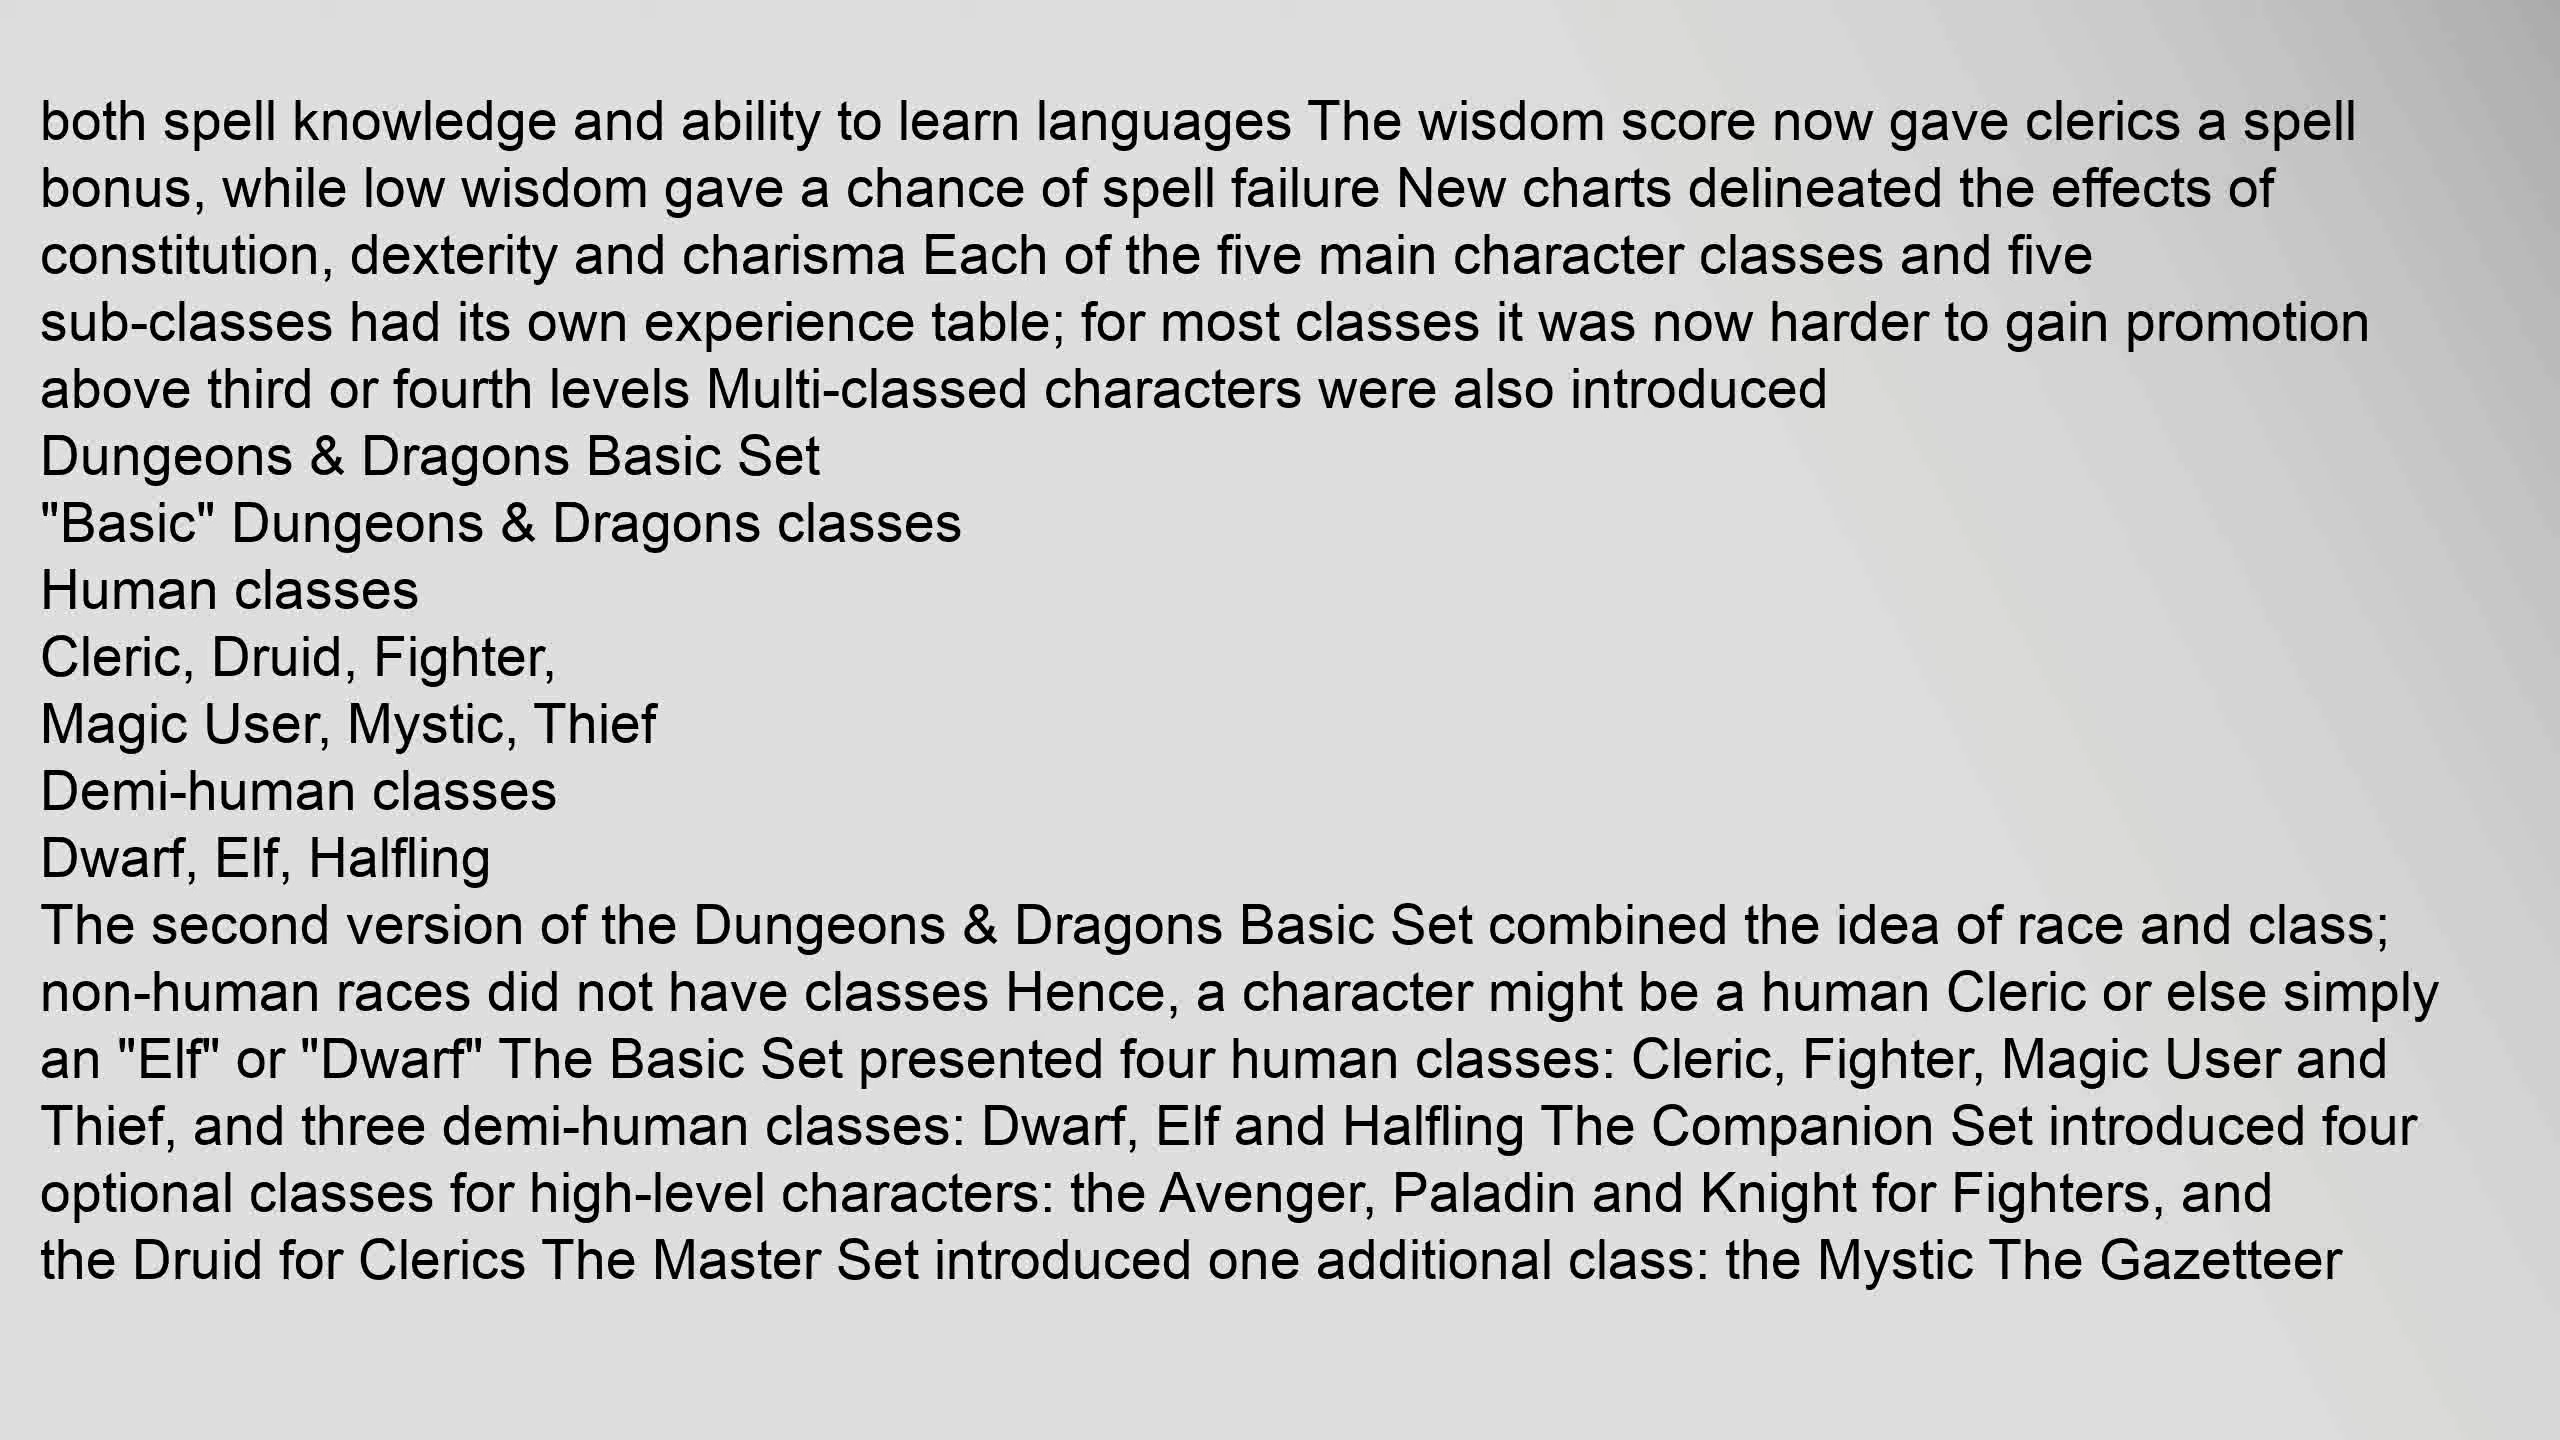 both spell knowledge and ability to learn languages The wisdom score now gave clerics a spell
bonus, while low wisdom gave a chance of spell failure New charts delineated the effects of
constitution, dexterity and charisma Each of the five main character classes and five
sub-classes had its own experience table; for most classes it was now harder to gain promotion
above third or fourth levels Multi-classed characters were also introduced
Dungeons & Dragons Basic Set
"Basic" Dungeons & Dragons classes
Human classes
Cleric, Druid, Fighter,
Magic User, Mystic, Thief
Demi-human classes
Dwarf, Elf, Halfling
The second version of the Dungeons & Dragons Basic Set combined the idea of race and class;
non-human races did not have classes Hence, a character might be a human Cleric or else simply
an "Elf" or "Dwarf" The Basic Set presented four human classes: Cleric, Fighter, Magic User and
Thief, and three demi-human classes: Dwarf, Elf and Halfling The Companion Set introduced four
optional classes for high-level characters: the Avenger, Paladin and Knight for Fighters, and
the Druid for Clerics The Master Set introduced one additional class: the Mystic The Gazetteer